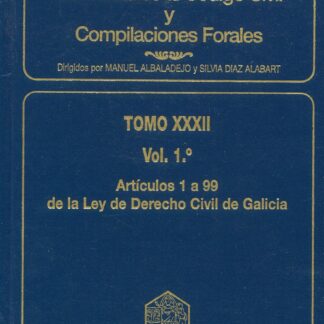 y
Compilaciones Forales
Dirigidos por MANUEL ALBALADEJO y SILVIA DIAZ ALABART
TOMO XXXII
Vol. 1.º
Artículos 1 a 99
de la Ley de Derecho Civil de Galicia